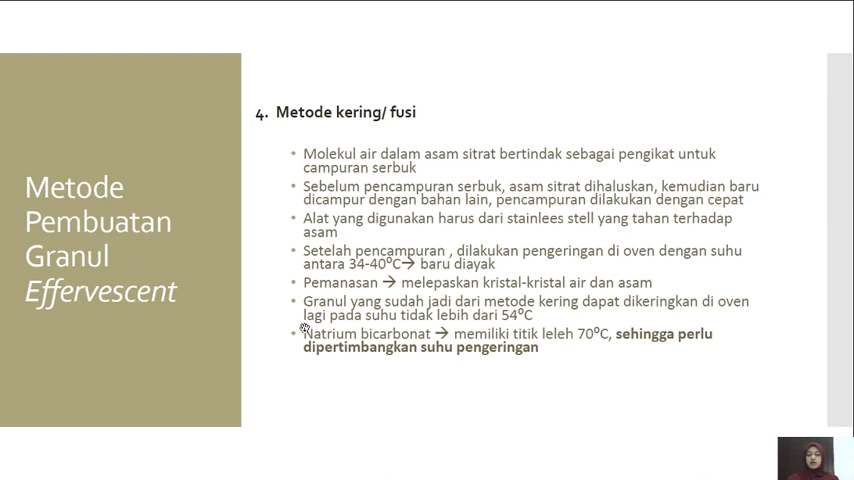 Metode
Pembuatan
Granul
Effervescent
4. Metode kering/ fusi
• Molekul air dalam asam sitrat bertindak sebagai pengikat untuk
campuran serbuk
• Sebelum pencampuran serbuk, asam sitrat dihaluskan, kemudian baru
dicampur dengan bahan lain, pencampuran dilakukan dengan cepat
• Alat yang digunakan harus dari stainlees stell yang tahan terhadap
asam
• Setelah pencampuran , dilakukan pengeringan di oven dengan suhu
antara 34-40⁰C→ baru diayak
• Pemanasan → melepaskan kristal-kristal air dan asam
• Granul yang sudah jadi dari metode kering dapat dikeringkan di oven
lagi pada suhu tidak lebih dari 54⁰C
• Natrium bicarbonat → memiliki titik leleh 70⁰C, sehingga perlu
dipertimbangkan suhu pengeringan